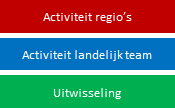 Activiteit regio’s
Activiteit landelijk team
Uitwisseling